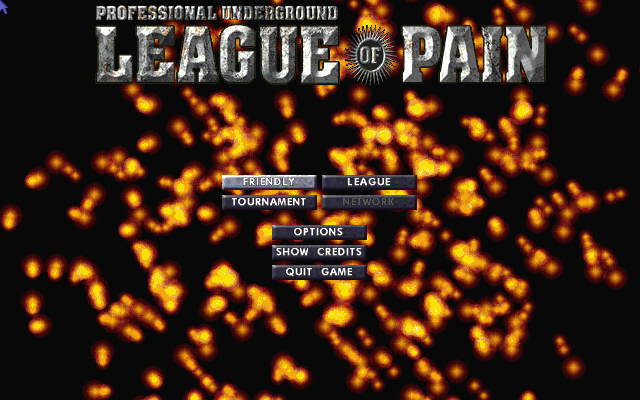 PROFESSIONAL UNDERGROUND
LEAGUE OF PAIN
FRIENDLY LEAGUE
TOURNAMENT NETWORK
OPTIONS
SHOW CREDITS
QUIT GAME